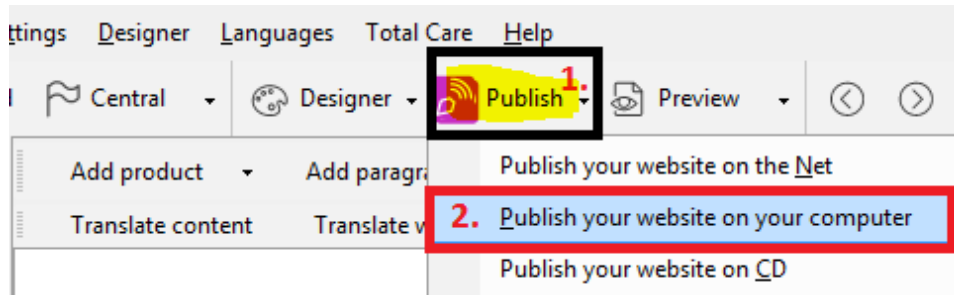 ttings Designer Languages Total Care Help
Central Designer Publish 1. Preview
Add product Add paragra
Publish your website on the Net
Translate content Translate w
2. Publish your website on your computer
Publish your website on CD